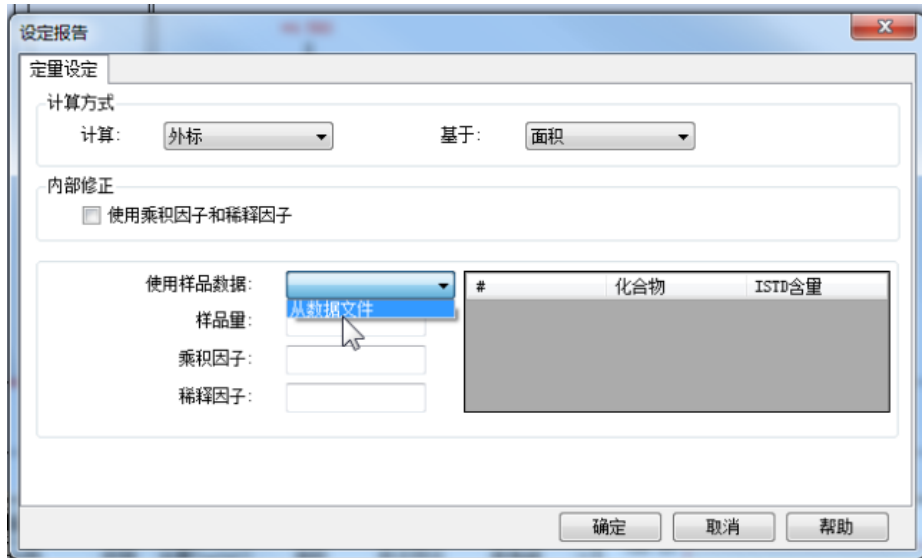 设定报告
定量设定
计算方式
计算: 外标 基于: 面积
内部修正
使用乘积因子和稀释因子
使用样品数据: # 化合物 ISTD含量
从数据文件
样品量:
乘积因子:
稀释因子:
确定 取消 帮助